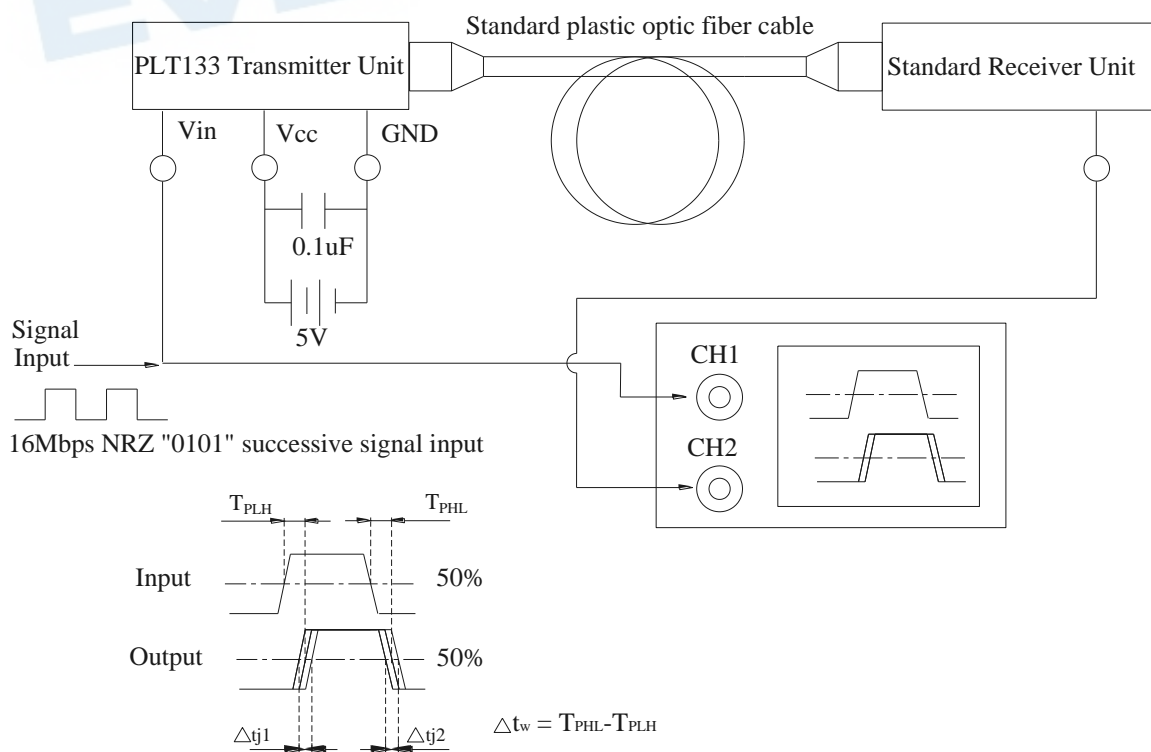 Standard plastic optic fiber cable
PLT133 Transmitter Unit
Standard Receiver Unit
Vin
Vcc
GND
0.1uF
5V
Signal
Input
CH1
CH2
16Mbps NRZ "0101" successive signal input
TPLH
TPHL
Input
50%
Output
50%
△tj1
△tj2
△tw = TPHL-TPLH